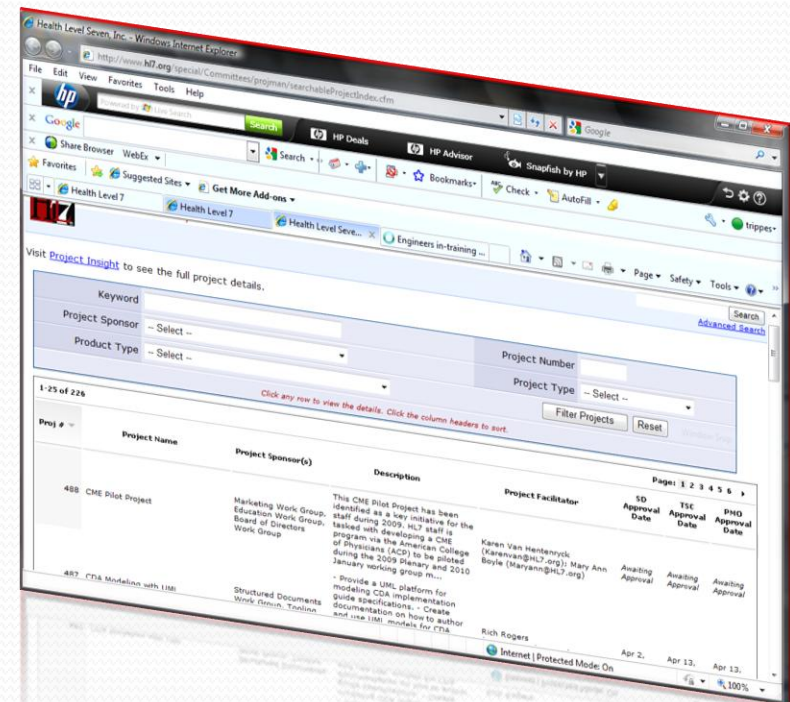 Health Level Seven, Inc. - Windows Internet Explorer
http://www.hl7.org/special/Committees/projman/searchableProjectIndex.cfm
Google
File Edit View Favorites Tools Help
hp
Powered by Live Search
Search
HP Deals
HP Advisor
Snapfish by HP
Google
Search
Bookmarks
Check
AutoFill
trippes
Share Browser WebEx
Favorites
Suggested Sites
Get More Add-ons
Health Level 7
Health Level 7
Health Level Seve...
Engineers in-training ...
Page Safety Tools
Search
Advanced Search
Visit Project Insight to see the full project details.
Keyword
Project Number
Project Sponsor -- Select --
Project Type -- Select --
Product Type -- Select --
Filter Projects Reset
Click any row to view the details. Click the column headers to sort.
1-25 of 226
Page: 1 2 3 4 5 6
Proj # Project Name Project Sponsor(s) Description Project Facilitator SD Approval Date TSC Approval Date PMO Approval Date
488 CME Pilot Project
Marketing Work Group,
Education Work Group,
Board of Directors
Work Group
This CME Pilot Project has been
identified as a key initiative for the
staff during 2009. HL7 staff is
tasked with developing a CME
program via the American College
of Physicians (ACP) to be piloted
during the 2009 Plenary and 2010
January working group m...
Karen Van Hentenryck
(Karenvan@HL7.org); Mary Ann
Boyle (Maryann@HL7.org)
Awaiting Approval
Awaiting Approval
Awaiting Approval
487 CDA Modeling with UML
Structured Documents
Work Group, Tooling
- Provide a UML platform for
modeling CDA implementation
guide specifications. - Create
documentation on how to author
and use UML models for CDA
Rich Rogers
Apr 2,
Apr 13,
Apr 13,
Internet | Protected Mode: On
100%